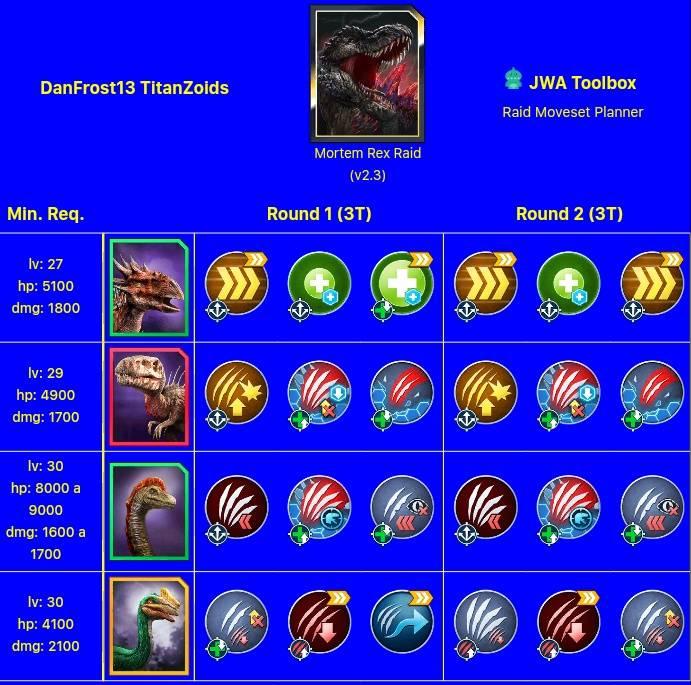 DanFrost13 TitanZoids
JWA Toolbox
Raid Moveset Planner
Mortem Rex Raid
(v2.3)
Min. Req.
Round 1 (3T)
Round 2 (3T)
lv: 27
hp: 5100
dmg: 1800
lv: 29
hp: 4900
dmg: 1700
lv: 30
hp: 8000 a
9000
dmg: 1600 a
1700
lv: 30
hp: 4100
dmg: 2100